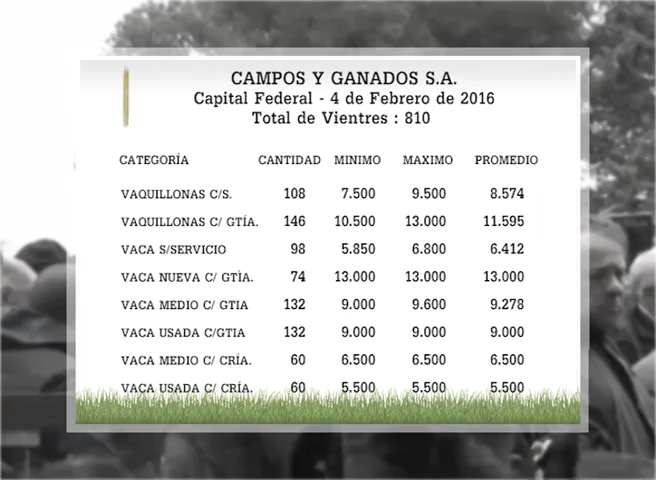 CAMPOS Y GANADOS S.A.
Capital Federal - 4 de Febrero de 2016
Total de Vientres : 810
CATEGORÍA CANTIDAD MINIMO MAXIMO PROMEDIO
VAQUILLONAS C/S. 108 7.500 9.500 8.574
VAQUILLONAS C/ GTÍA. 146 10.500 13.000 11.595
VACA S/SERVICIO 98 5.850 6.800 6.412
VACA NUEVA C/ GTÌA. 74 13.000 13.000 13.000
VACA MEDIO C/ GTIA 132 9.000 9.600 9.278
VACA USADA C/GTIA 132 9.000 9.000 9.000
VACA MEDIO C/ CRÍA. 60 6.500 6.500 6.500
VACA USADA C/ CRÍA. 60 5.500 5.500 5.500